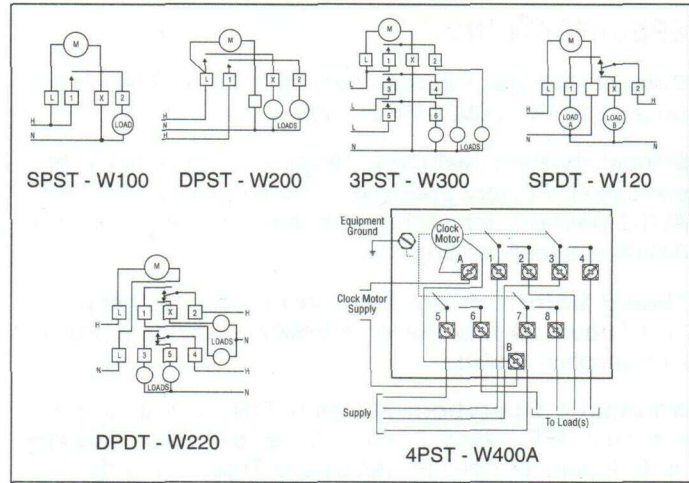 M
L 1 X 2
H
N
LOAD
SPST - W100
M
L 1 X 2
H
H
N
LOADS
DPST - W200
M
L 1 X 2
L
3 4
L
5 6
N
LOADS
3PST - W300
M
L 1 X 2
H
H
N
LOAD A
LOAD B
SPDT - W120
M
L 1 X 2
H
H
LOADS
N
L 3 5 4
N
H
LOADS
N
DPDT - W220
Equipment
Ground
Clock
Motor
A 1 2 3 4
Clock Motor
Supply
5 6 7 8
B
Supply
To Load(s)
4PST - W400A